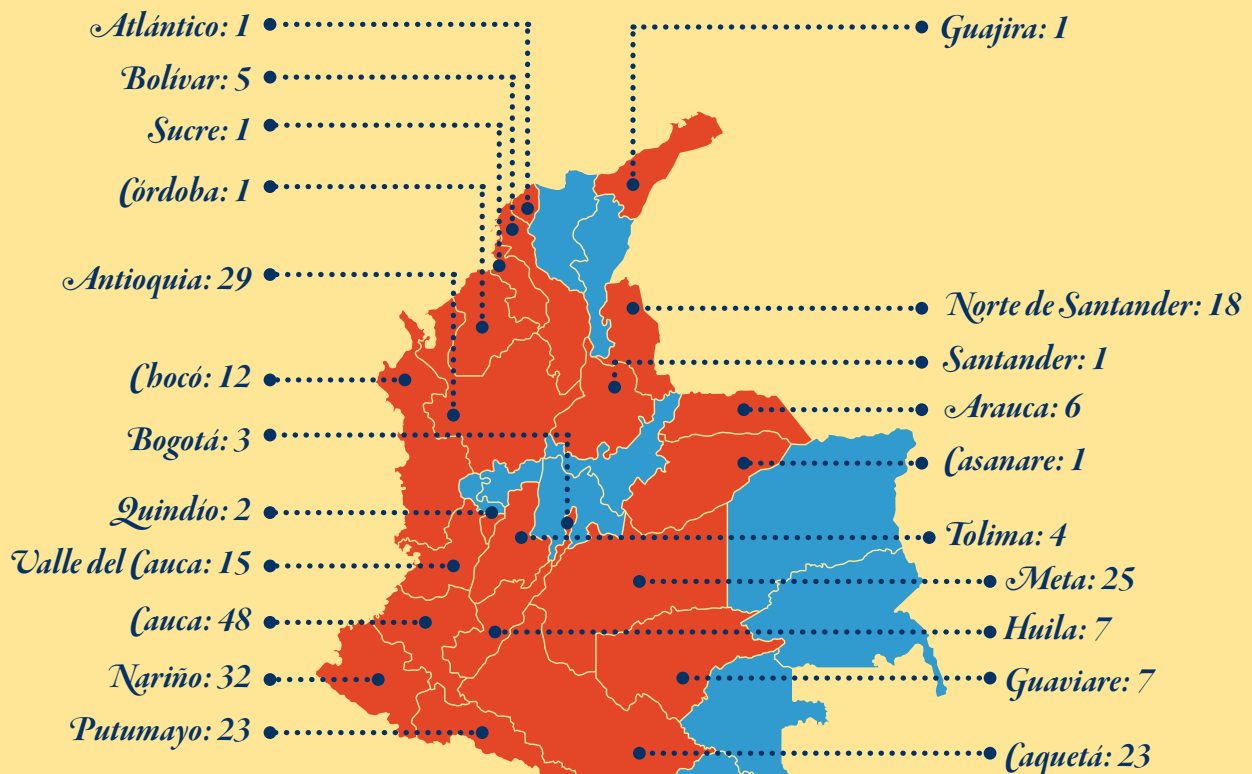 Atlántico: 1
Bolívar: 5
Sucre: 1
Córdoba: 1
Antioquia: 29
Chocó: 12
Bogotá: 3
Quindío: 2
Valle del Cauca: 15
Cauca: 48
Nariño: 32
Putumayo: 23
Guajira: 1
Norte de Santander: 18
Santander: 1
Arauca: 6
Casanare: 1
Tolima: 4
Meta: 25
Huila: 7
Guaviare: 7
Caquetá: 23